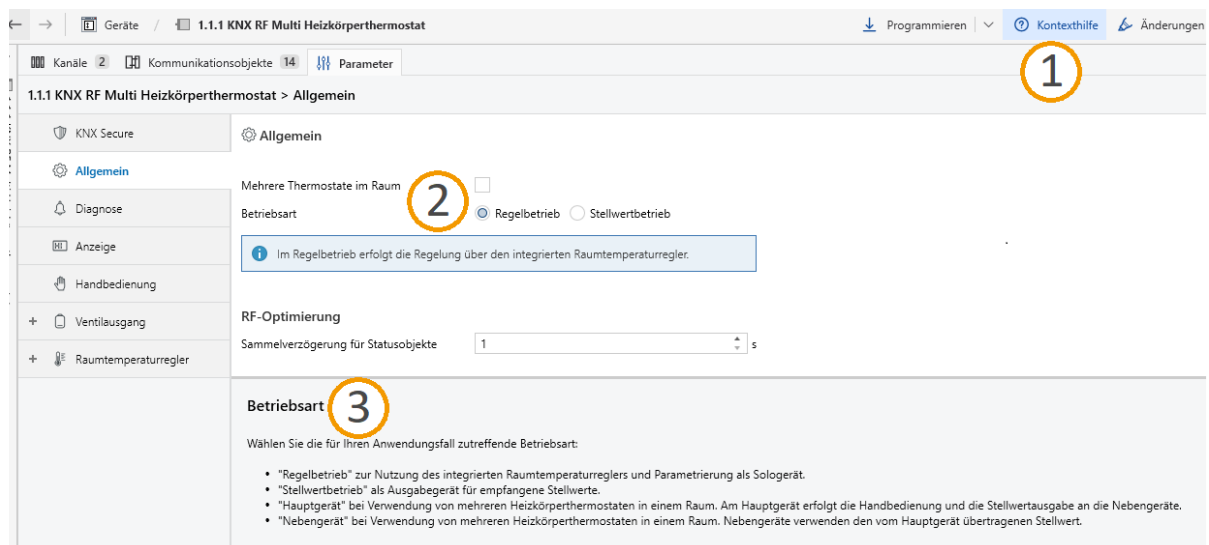 Geräte / 1.1.1 KNX RF Multi Heizkörperthermostat Programmieren Kontexthilfe Änderungen
Kanäle 2 Kommunikationsobjekte 14 Parameter
1
1.1.1 KNX RF Multi Heizkörperthermostat > Allgemein
KNX Secure
Allgemein
Diagnose
Anzeige
Handbedienung
+ Ventilausgang
+ Raumtemperaturregler
Allgemein
Mehrere Thermostate im Raum
2
Betriebsart Regelbetrieb Stellwertbetrieb
Im Regelbetrieb erfolgt die Regelung über den integrierten Raumtemperaturregler.
RF-Optimierung
Sammelverzögerung für Statusobjekte 1 s
Betriebsart
3
Wählen Sie die für Ihren Anwendungsfall zutreffende Betriebsart:
• "Regelbetrieb" zur Nutzung des integrierten Raumtemperaturreglers und Parametrierung als Sologerät.
• "Stellwertbetrieb" als Ausgabegerät für empfangene Stellwerte.
• "Hauptgerät" bei Verwendung von mehreren Heizkörperthermostaten in einem Raum. Am Hauptgerät erfolgt die Handbedienung und die Stellwertausgabe an die Nebengeräte.
• "Nebengerät" bei Verwendung von mehreren Heizkörperthermostaten in einem Raum. Nebengeräte verwenden den vom Hauptgerät übertragenen Stellwert.